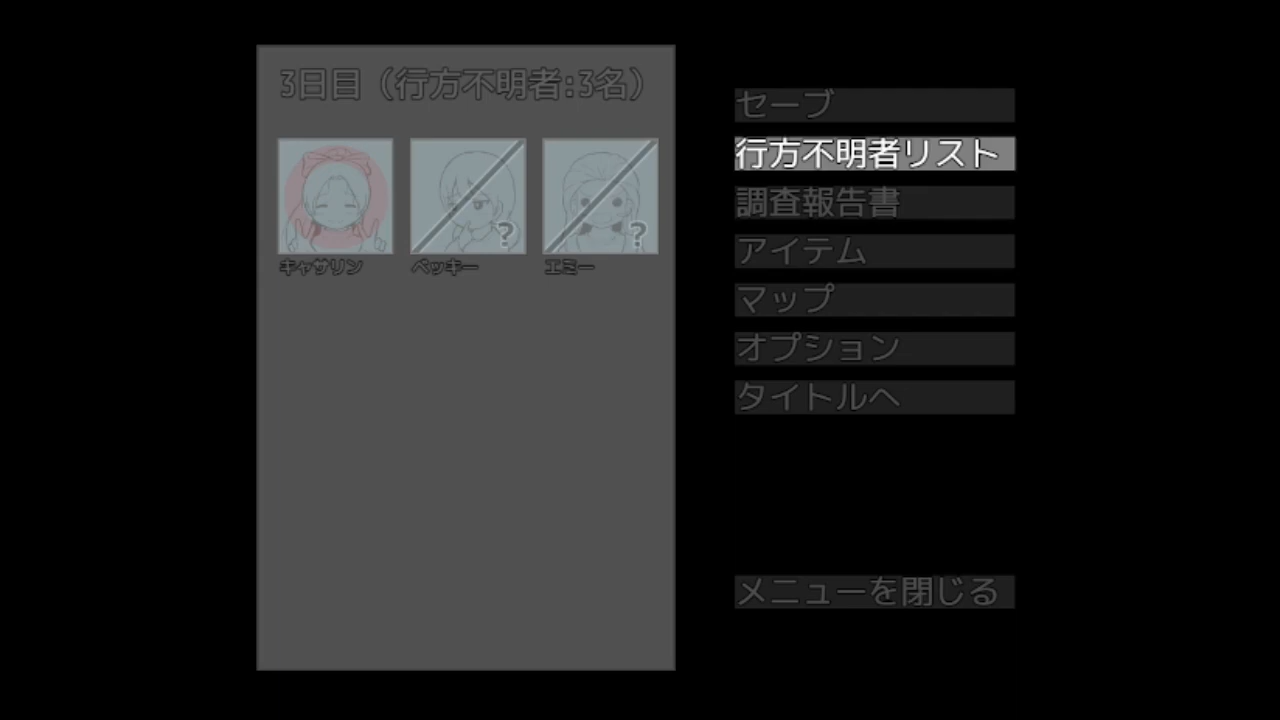 3日目（行方不明者:3名）
?
?
キャサリン
ベッキー
エミー
セーブ
行方不明者リスト
調査報告書
アイテム
マップ
オプション
タイトルへ
メニューを閉じる